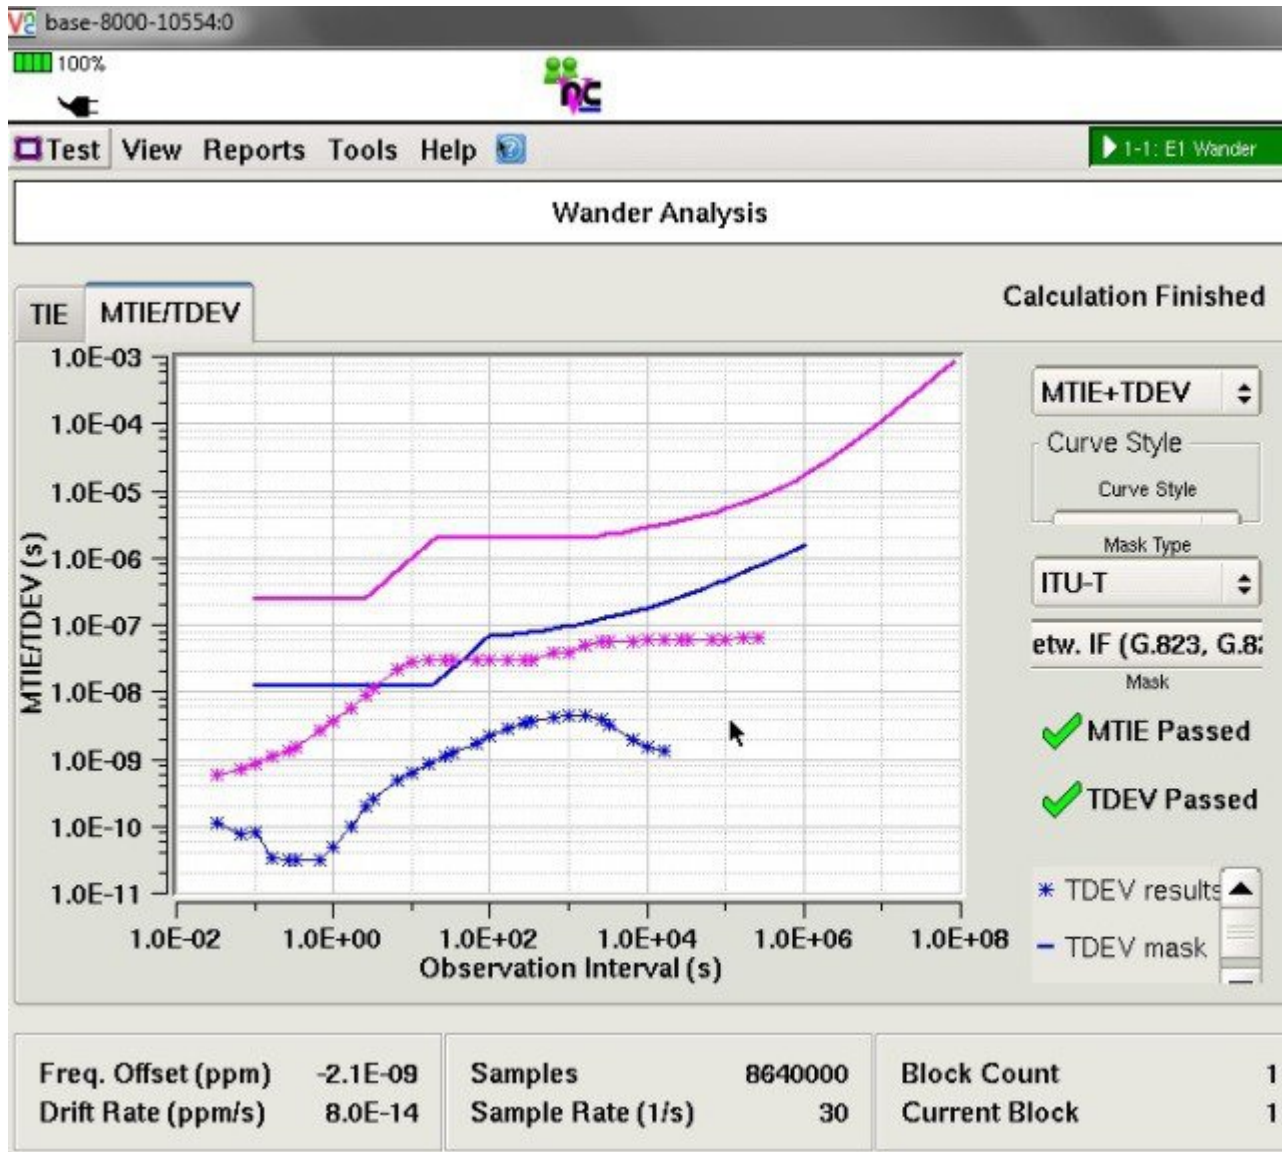 base-8000-10554:0
100%
nc
Test View Reports Tools Help
1-1: E1 Wander
Wander Analysis
TIE MTIE/TDEV
Calculation Finished
1.0E-03
1.0E-04
1.0E-05
1.0E-06
1.0E-07
1.0E-08
1.0E-09
1.0E-10
1.0E-11
MTIE/TDEV (s)
1.0E-02 1.0E+00 1.0E+02 1.0E+04 1.0E+06 1.0E+08
Observation Interval (s)
MTIE+TDEV
Curve Style
Curve Style
Mask Type
ITU-T
etw. IF (G.823, G.82
Mask
MTIE Passed
TDEV Passed
TDEV results
TDEV mask
Freq. Offset (ppm) -2.1E-09
Drift Rate (ppm/s) 8.0E-14
Samples 8640000
Sample Rate (1/s) 30
Block Count 1
Current Block 1